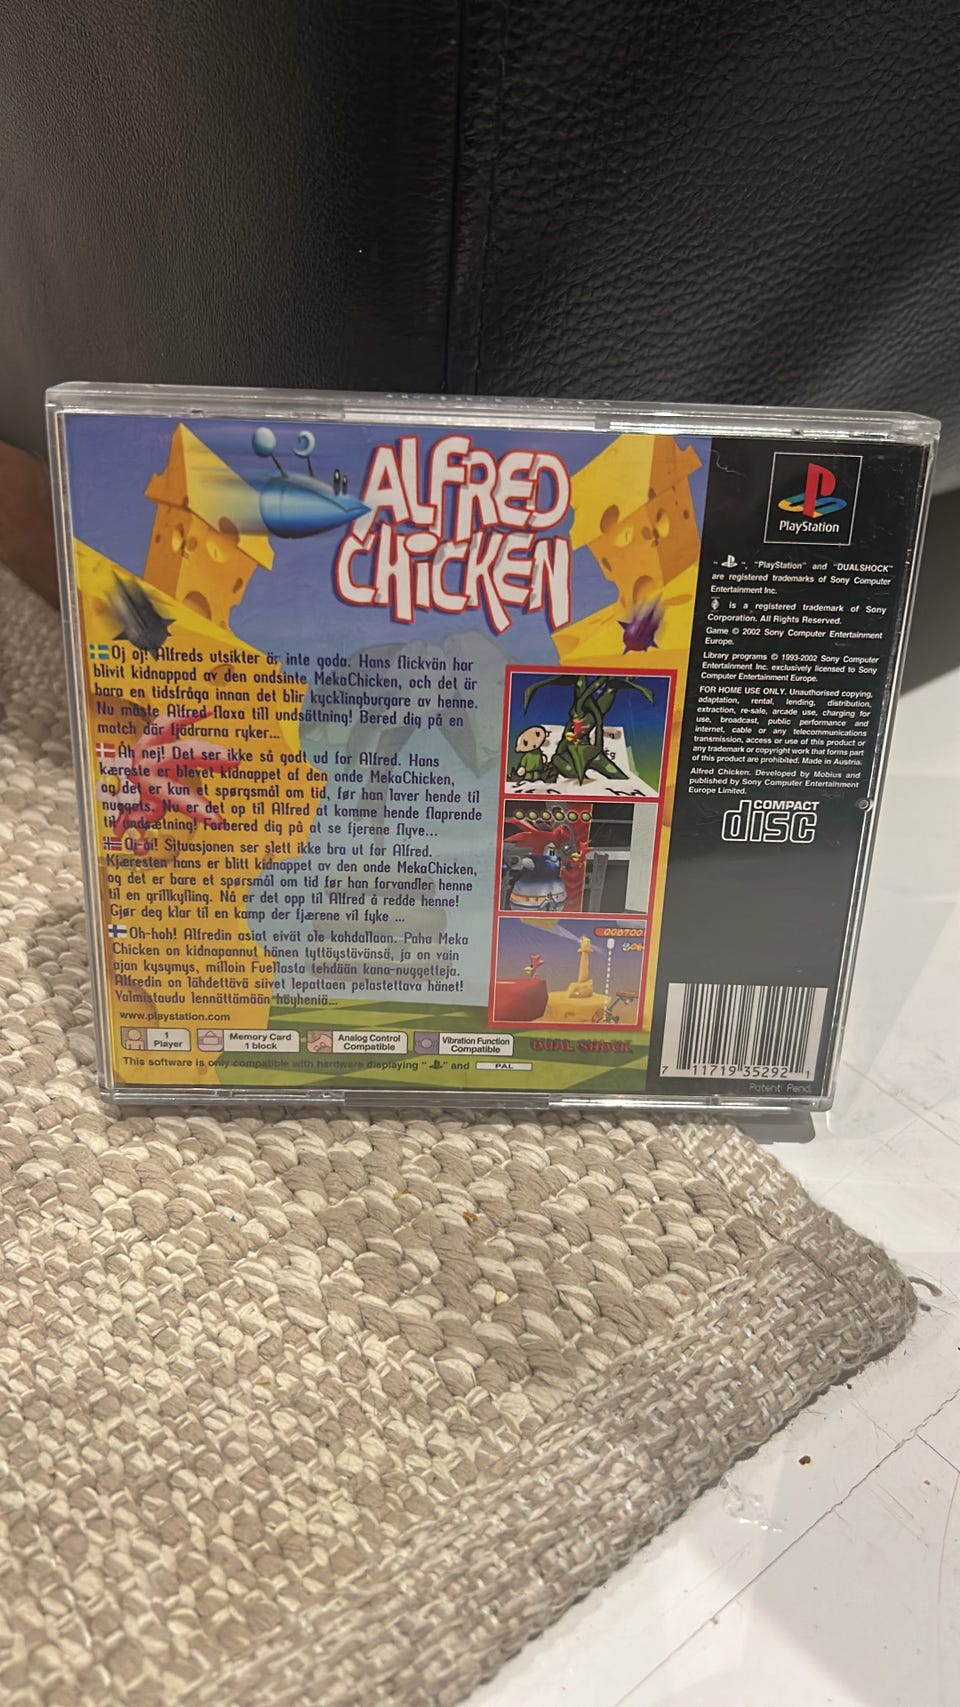 ALFRED
CHICKEN
Oj oj! Alfreds utsikter är inte goda. Hans flickvän har
blivit kidnappad av den ondsinte MekaChicken, och det är
bara en tidsfråga innan det blir kycklingburgare av henne.
Nu måste Alfred flaxa till undsättning! Bered dig på en
match där fjädrarna ryker...
Åh nej! Det ser ikke så godt ud for Alfred. Hans
kæreste er blevet kidnappet af den onde MekaChicken,
og det er kun et spørgsmål om tid, før han laver hende til
nuggets. Nu er det op til Alfred at komme hende flaprende
til undsætning! Forbered dig på at se fjerene flyve...
Oi-ai! Situasjonen ser slett ikke bra ut for Alfred.
Kjæresten hans er blitt kidnappet av den onde MekaChicken,
og det er bare et spørsmål om tid før han forvandler henne
til en grillkylling. Nå er det opp til Alfred å redde henne!
Gjør deg klar til en kamp der fjærene vil fyke ...
Oh-hoh! Alfredin asiat eivät ole kohdallaan. Paha Meka
Chicken on kidnapannut hänen tyttöystävänsä, ja on vain
ajan kysymys, milloin Fuellasta tehdään kana-nuggetteja.
Alfredin on lähdettävä siivet lepattaen pelastettava hänet!
Valmistaudu lennättämään höyheniä...
www.playstation.com
1
Player
Memory Card
1 block
Analog Control
Compatible
Vibration Function
Compatible
DUAL SHOCK
This software is only compatible with hardware displaying " " and PAL
008700
PlayStation
" ", "PlayStation" and "DUALSHOCK"
are registered trademarks of Sony Computer
Entertainment Inc.
is a registered trademark of Sony
Corporation. All Rights Reserved.
Game © 2002 Sony Computer Entertainment
Europe.
Library programs © 1993-2002 Sony Computer
Entertainment Inc. exclusively licensed to Sony
Computer Entertainment Europe.
FOR HOME USE ONLY. Unauthorised copying,
adaptation, rental, lending, distribution,
extraction, re-sale, arcade use, charging for
use, broadcast, public performance and
internet, cable or any telecommunications
transmission, access or use of this product or
any trademark or copyright work that forms part
of this product are prohibited. Made in Austria.
Alfred Chicken. Developed by Mobius and
published by Sony Computer Entertainment
Europe Limited.
COMPACT
disc
7 11719 35292 1
Patent Pend.